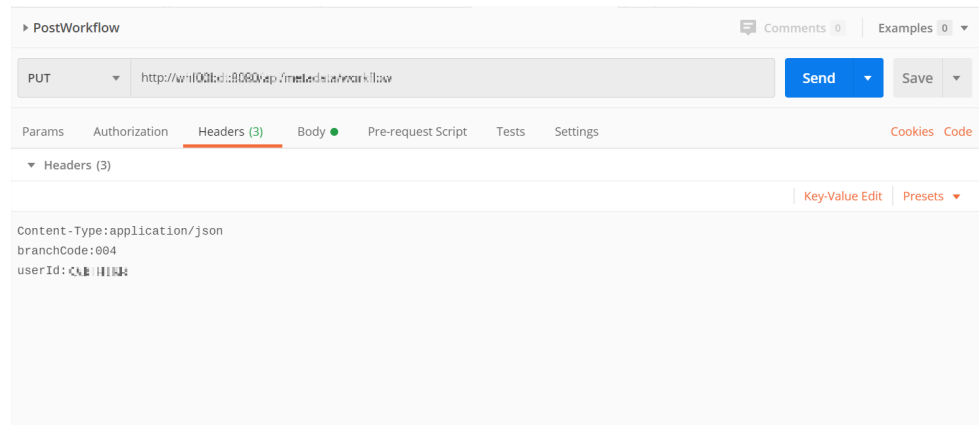 PostWorkflow
Comments 0 Examples 0
PUT http:// Send Save
Params Authorization Headers (3) Body Pre-request Script Tests Settings Cookies Code
Headers (3)
Key-Value Edit Presets
Content-Type:application/json
branchCode:004
userId: